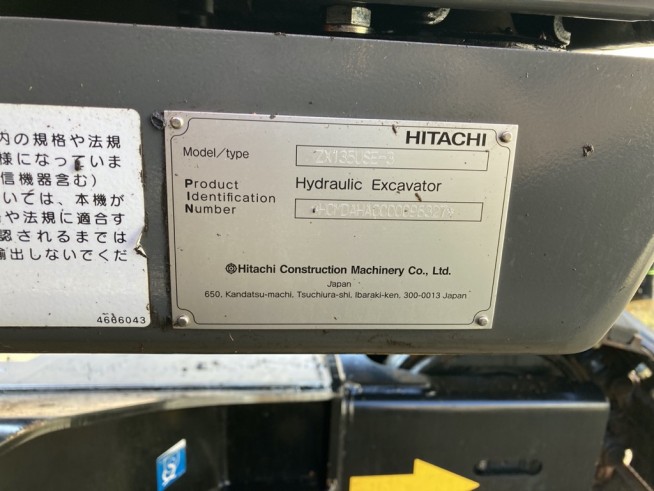 内の規格や法規
様になっていま
信機器含む)
いては、本機が
や法規に適合す
認されるまでは
輸出しないでくだ
4666043
HITACHI
Model/type
Product Hydraulic Excavator
Identification
Number
Hitachi Construction Machinery Co., Ltd.
Japan
650, Kandatsu-machi, Tsuchiura-shi, Ibaraki-ken, 300-0013 Japan